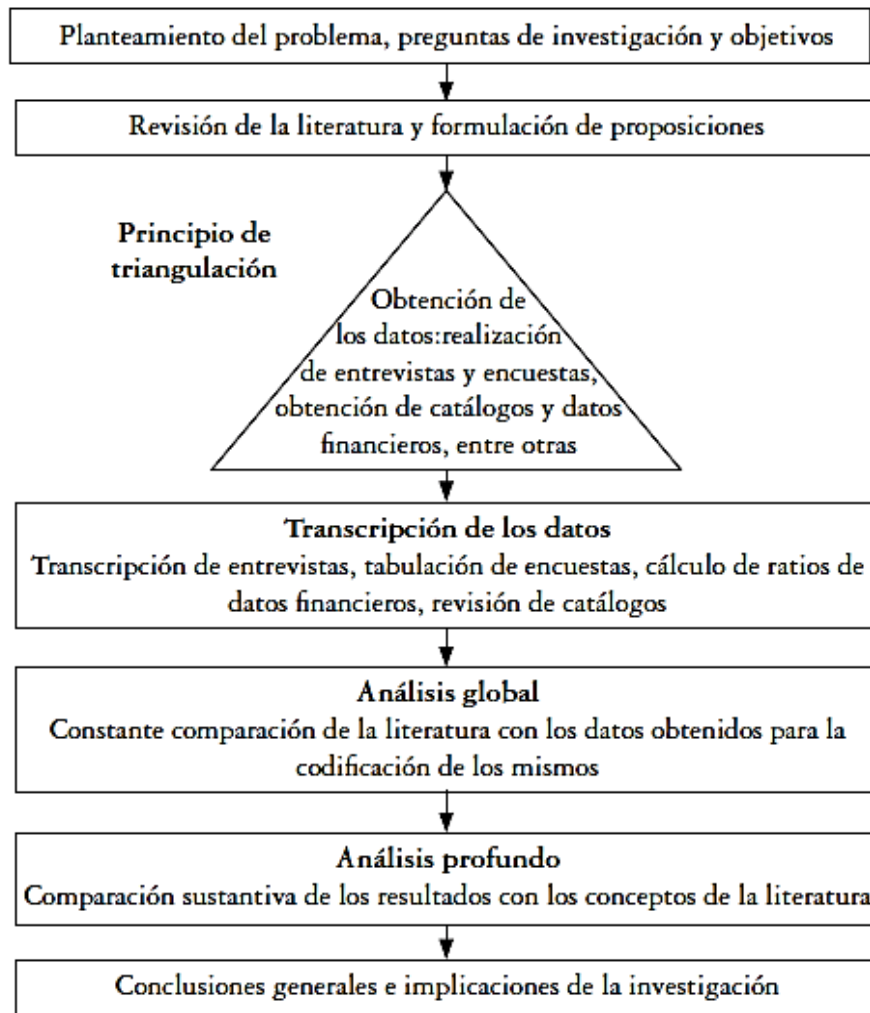 Planteamiento del problema, preguntas de investigación y objetivos
Revisión de la literatura y formulación de proposiciones
Principio de
triangulación
Obtención de
los datos:realización
de entrevistas y encuestas,
obtención de catálogos y datos
financieros, entre otras
Transcripción de los datos
Transcripción de entrevistas, tabulación de encuestas, cálculo de ratios de
datos financieros, revisión de catálogos
Análisis global
Constante comparación de la literatura con los datos obtenidos para la
codificación de los mismos
Análisis profundo
Comparación sustantiva de los resultados con los conceptos de la literatura
Conclusiones generales e implicaciones de la investigación